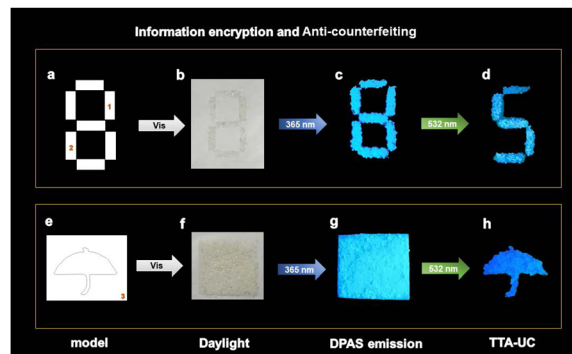 Information encryption and Anti-counterfeiting
a b c d
1
2
Vis 365 nm 532 nm
e f g h
3
Vis 365 nm 532 nm
model Daylight DPAS emission TTA-UC